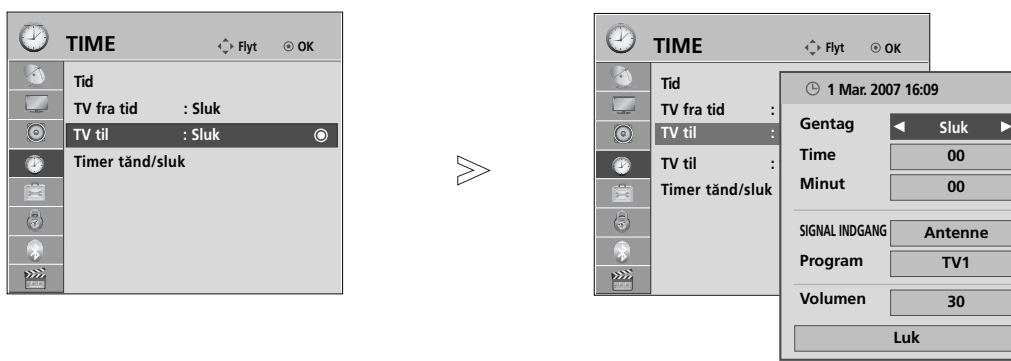 TIME Flyt OK
Tid
TV fra tid : Sluk
TV til : Sluk
Timer tănd/sluk
TIME Flyt OK
Tid
TV fra tid :
TV til :
TV til :
Timer tănd/sluk
1 Mar. 2007 16:09
Gentag Sluk
Time 00
Minut 00
SIGNAL INDGANG Antenne
Program TV1
Volumen 30
Luk